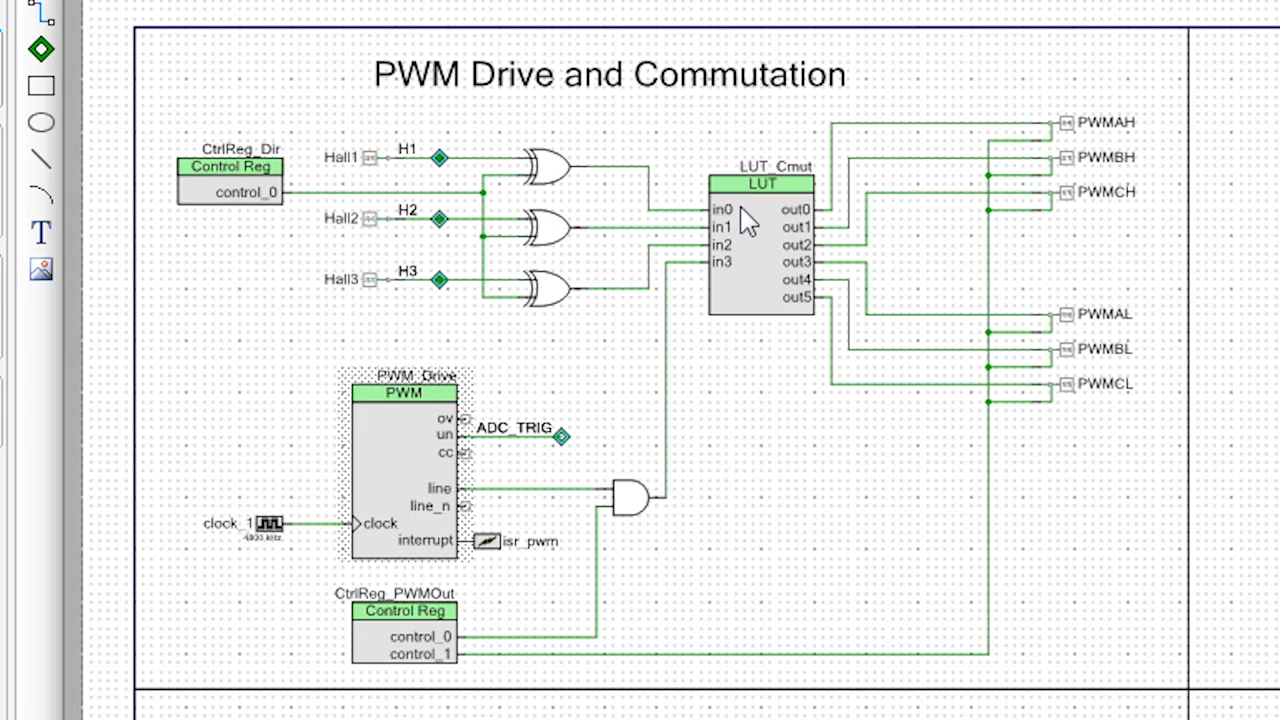 PWM Drive and Commutation
CtrlReg_Dir
Control Reg
control_0
Hall1
H1
Hall2
H2
Hall3
H3
LUT_Cmut
LUT
in0
in1
in2
in3
out0
out1
out2
out3
out4
out5
PWMAH
PWMBH
PWMCH
PWMAL
PWMBL
PWMCL
PWM_Drive
PWM
ov
un
cc
line
line_n
clock
interrupt
ADC_TRIG
clock_1
isr_pwm
CtrlReg_PWMOut
Control Reg
control_0
control_1
T